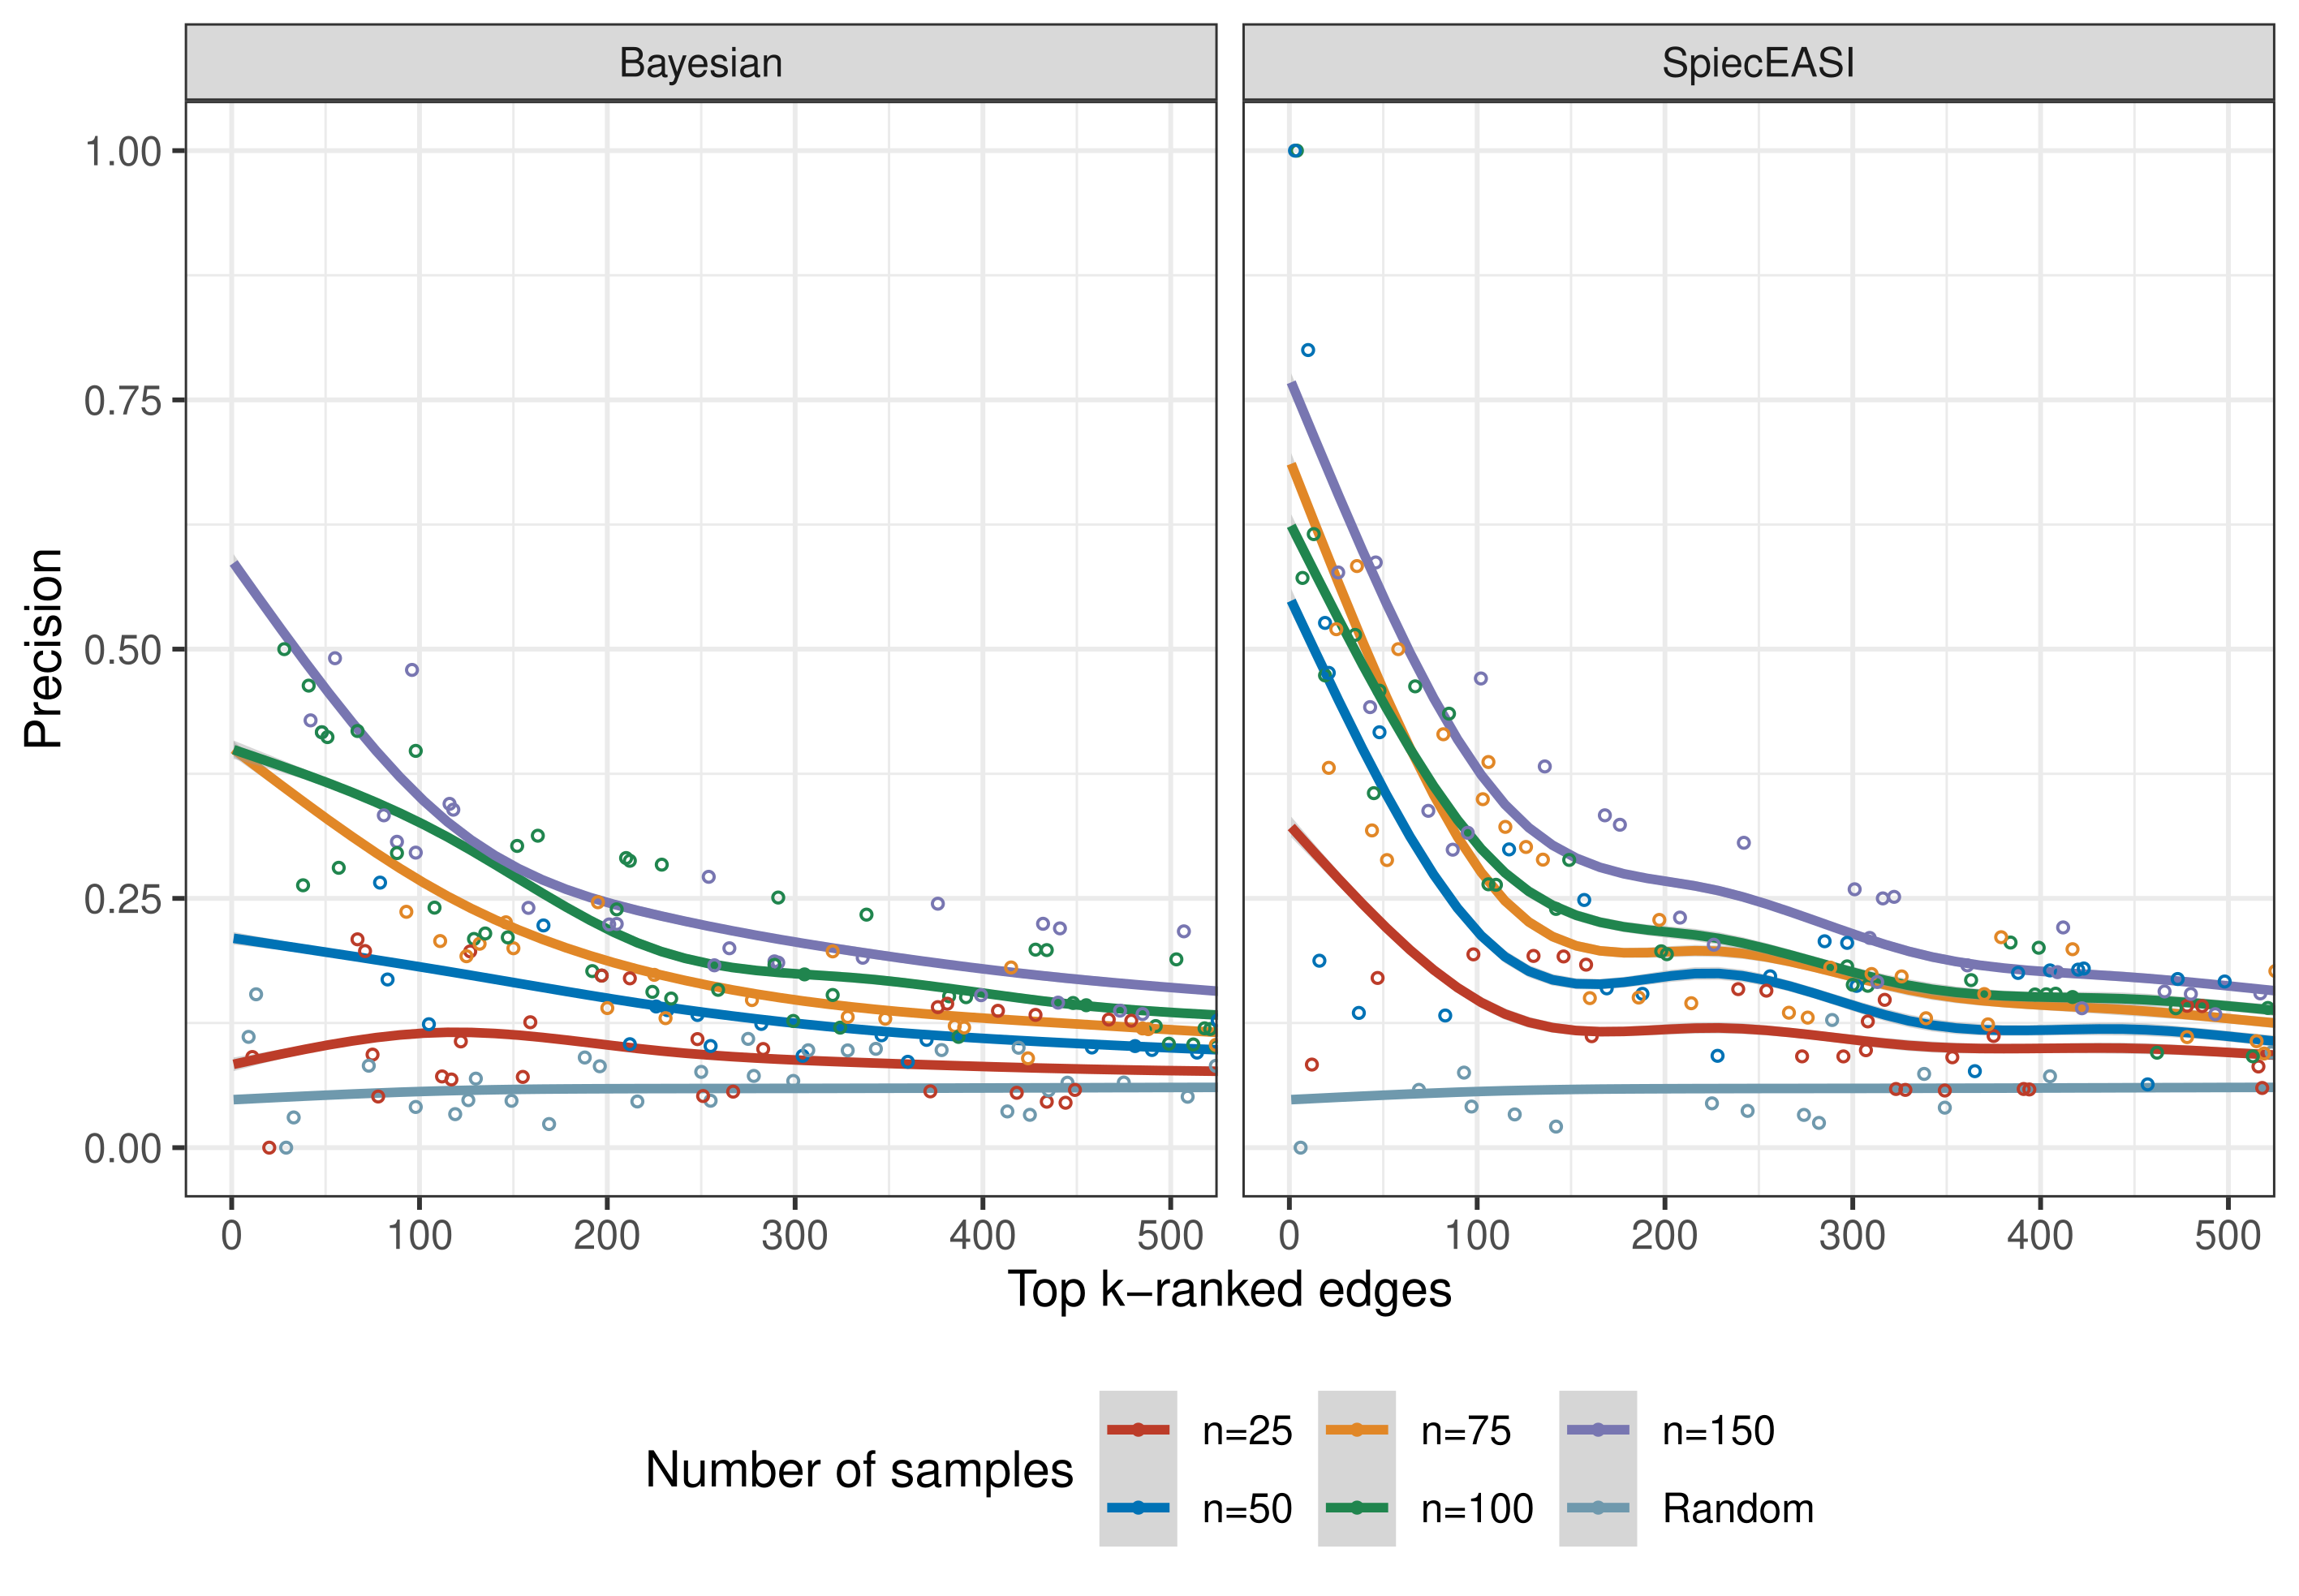 Bayesian
SpiecEASI
Precision
1.00
0.75
0.50
0.25
0.00
0 100 200 300 400 500
0 100 200 300 400 500
Top k−ranked edges
Number of samples
n=25 n=75 n=150
n=50 n=100 Random